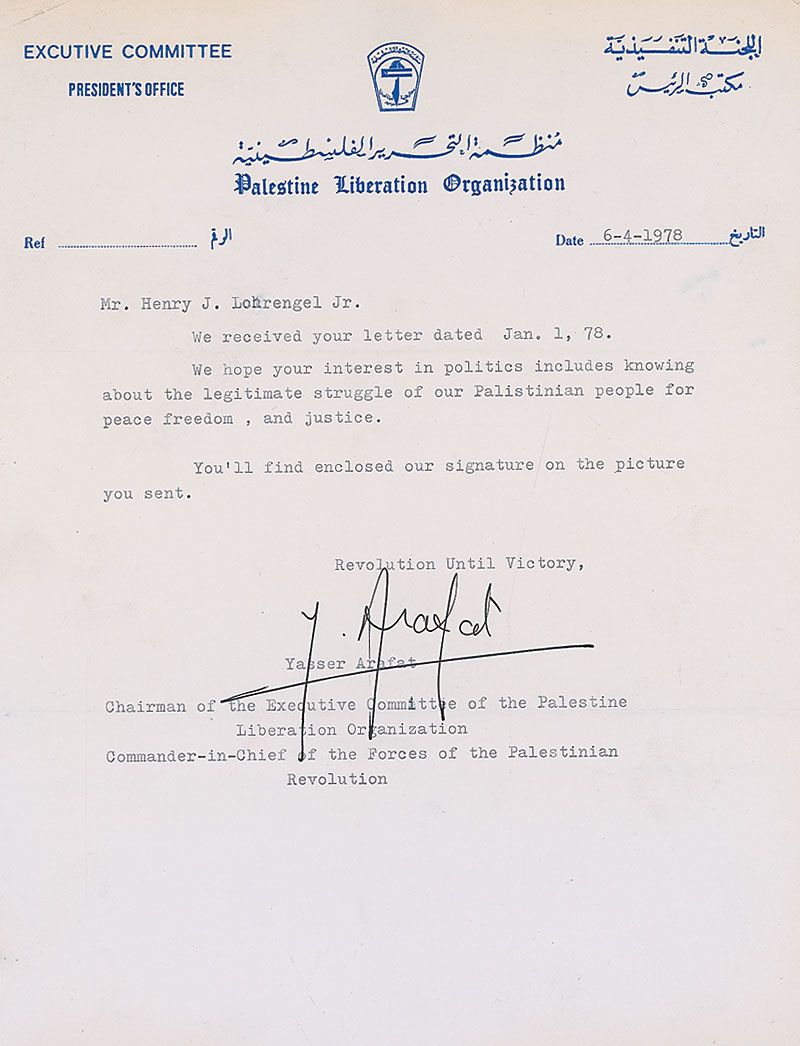 EXCUTIVE COMMITTEE
اللجنة التنفيذية
PRESIDENT'S OFFICE
مكتب الرئيس
منظمة التحرير الفلسطينية
Palestine Liberation Organization
Ref الرقم
Date 6-4-1978 التاريخ
Mr. Henry J. Lohrengel Jr.
We received your letter dated Jan. 1, 78.
We hope your interest in politics includes knowing
about the legitimate struggle of our Palistinian people for
peace freedom , and justice.
You'll find enclosed our signature on the picture
you sent.
Revolution Until Victory,
Y. Arafat
Yasser Arafat
Chairman of the Executive Committee of the Palestine
Liberation Organization
Commander-in-Chief of the Forces of the Palestinian
Revolution